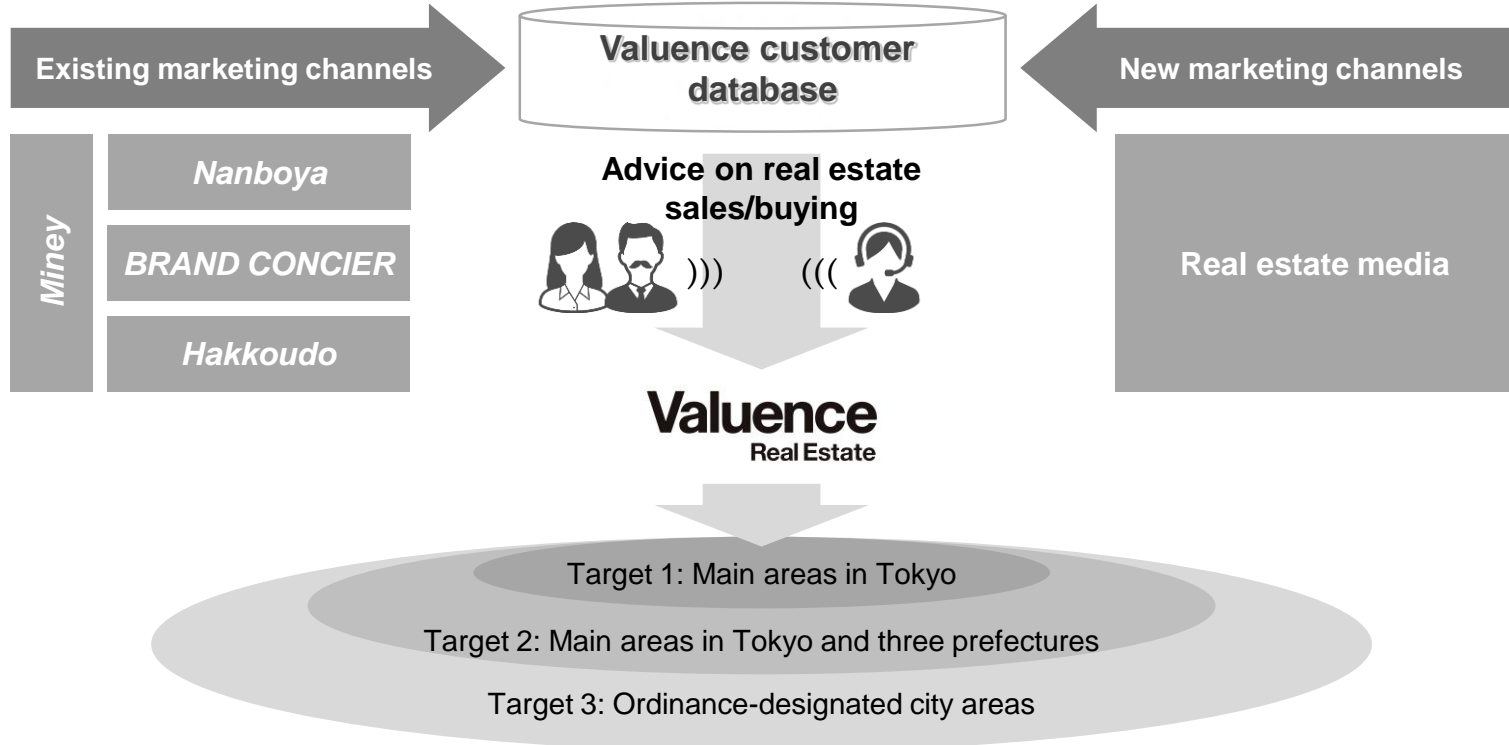 Valuence customer
database
Existing marketing channels
New marketing channels
Miney
Nanboya
BRAND CONCIER
Hakkoudo
Advice on real estate
sales/buying
)))
(((
Real estate media
Valuence
Real Estate
Target 1: Main areas in Tokyo
Target 2: Main areas in Tokyo and three prefectures
Target 3: Ordinance-designated city areas